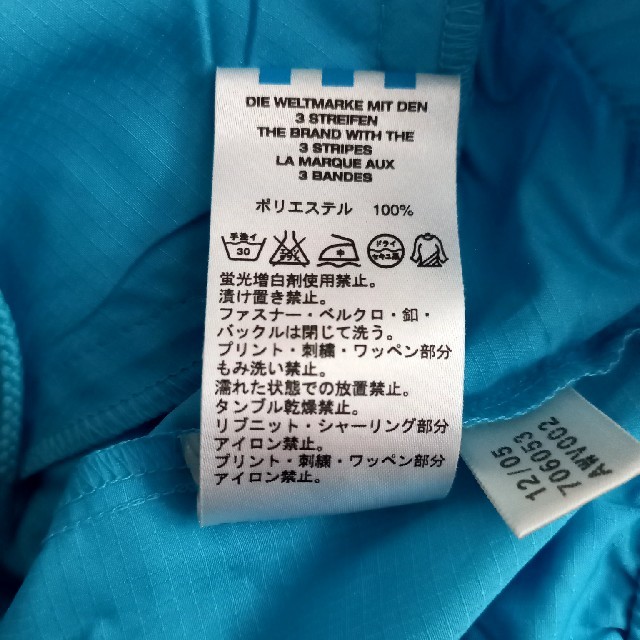 DIE WELTMARKE MIT DEN
3 STREIFEN
THE BRAND WITH THE
3 STRIPES
LA MARQUE AUX
3 BANDES
ポリエステル 100%
手洗イ
30
ドライ
セキユ系
蛍光増白剤使用禁止。
漬け置き禁止。
ファスナー・ベルクロ・釦・
バックルは閉じて洗う。
プリント・刺繍・ワッペン部分
もみ洗い禁止。
濡れた状態での放置禁止。
タンブル乾燥禁止。
リブニット・シャーリング部分
アイロン禁止。
プリント・刺繍・ワッペン部分
アイロン禁止。
12/05
706053
AWV002